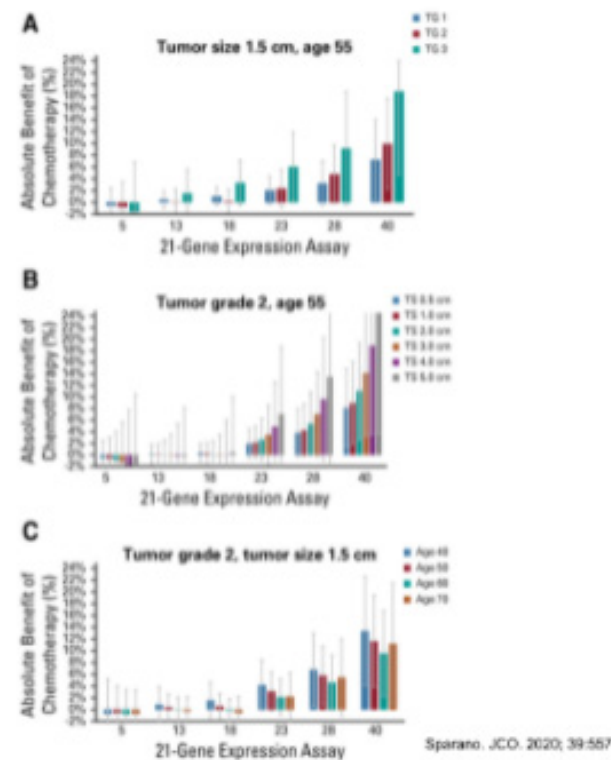 A
Tumor size 1.5 cm, age 55
TG 1
TG 2
TG 3
Absolute Benefit of
Chemotherapy (%)
5 13 18 23 28 40
21-Gene Expression Assay
B
Tumor grade 2, age 55
TS 0.5 cm
TS 1.0 cm
TS 2.0 cm
TS 3.0 cm
TS 4.0 cm
TS 5.0 cm
Absolute Benefit of
Chemotherapy (%)
5 13 18 23 28 40
21-Gene Expression Assay
C
Tumor grade 2, tumor size 1.5 cm
Age 40
Age 50
Age 60
Age 70
Absolute Benefit of
Chemotherapy (%)
5 13 18 23 28 40
21-Gene Expression Assay
Sparano. JCO. 2020; 39:557